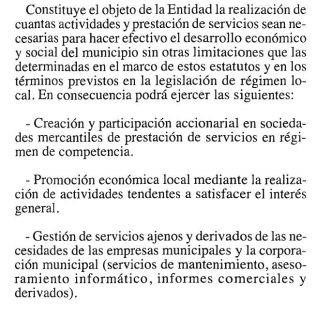 Constituye el objeto de la Entidad la realización de
cuantas actividades y prestación de servicios sean ne-
cesarias para hacer efectivo el desarrollo económico
y social del municipio sin otras limitaciones que las
determinadas en el marco de estos estatutos y en los
términos previstos en la legislación de régimen lo-
cal. En consecuencia podrá ejercer las siguientes:
- Creación y participación accionarial en socieda-
des mercantiles de prestación de servicios en régi-
men de competencia.
- Promoción económica local mediante la realiza-
ción de actividades tendentes a satisfacer el interés
general.
- Gestión de servicios ajenos y derivados de las ne-
cesidades de las empresas municipales y la corpora-
ción municipal (servicios de mantenimiento, aseso-
ramiento informático, informes comerciales y
derivados).